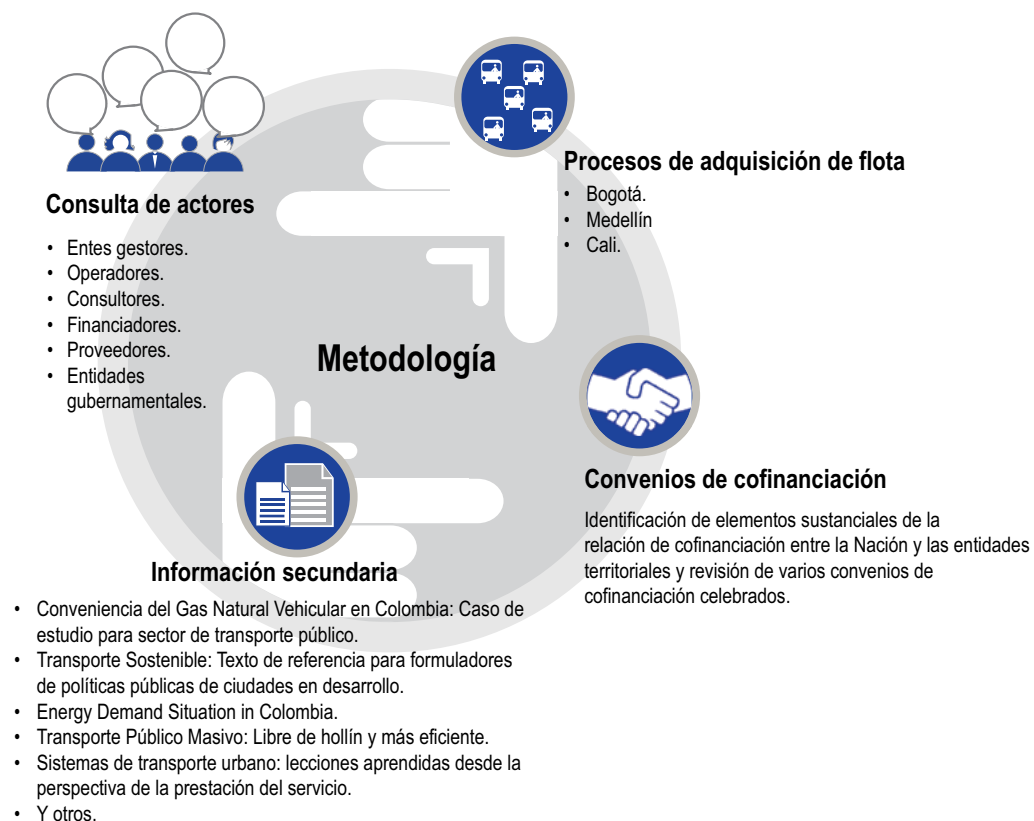 Consulta de actores
• Entes gestores.
• Operadores.
• Consultores.
• Financiadores.
• Proveedores.
• Entidades
gubernamentales.
Procesos de adquisición de flota
• Bogotá.
• Medellín
• Cali.
Metodología
Convenios de cofinanciación
Identificación de elementos sustanciales de la
relación de cofinanciación entre la Nación y las entidades
territoriales y revisión de varios convenios de
cofinanciación celebrados.
Información secundaria
• Conveniencia del Gas Natural Vehicular en Colombia: Caso de
estudio para sector de transporte público.
• Transporte Sostenible: Texto de referencia para formuladores
de políticas públicas de ciudades en desarrollo.
• Energy Demand Situation in Colombia.
• Transporte Público Masivo: Libre de hollín y más eficiente.
• Sistemas de transporte urbano: lecciones aprendidas desde la
perspectiva de la prestación del servicio.
• Y otros.